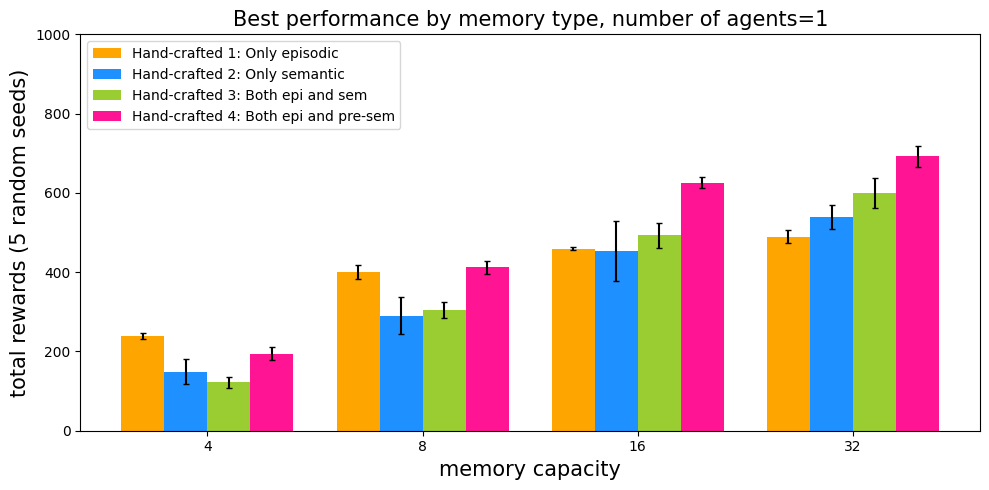 Best performance by memory type, number of agents=1
total rewards (5 random seeds)
1000
800
600
400
200
0
Hand-crafted 1: Only episodic
Hand-crafted 2: Only semantic
Hand-crafted 3: Both epi and sem
Hand-crafted 4: Both epi and pre-sem
4 8 16 32
memory capacity